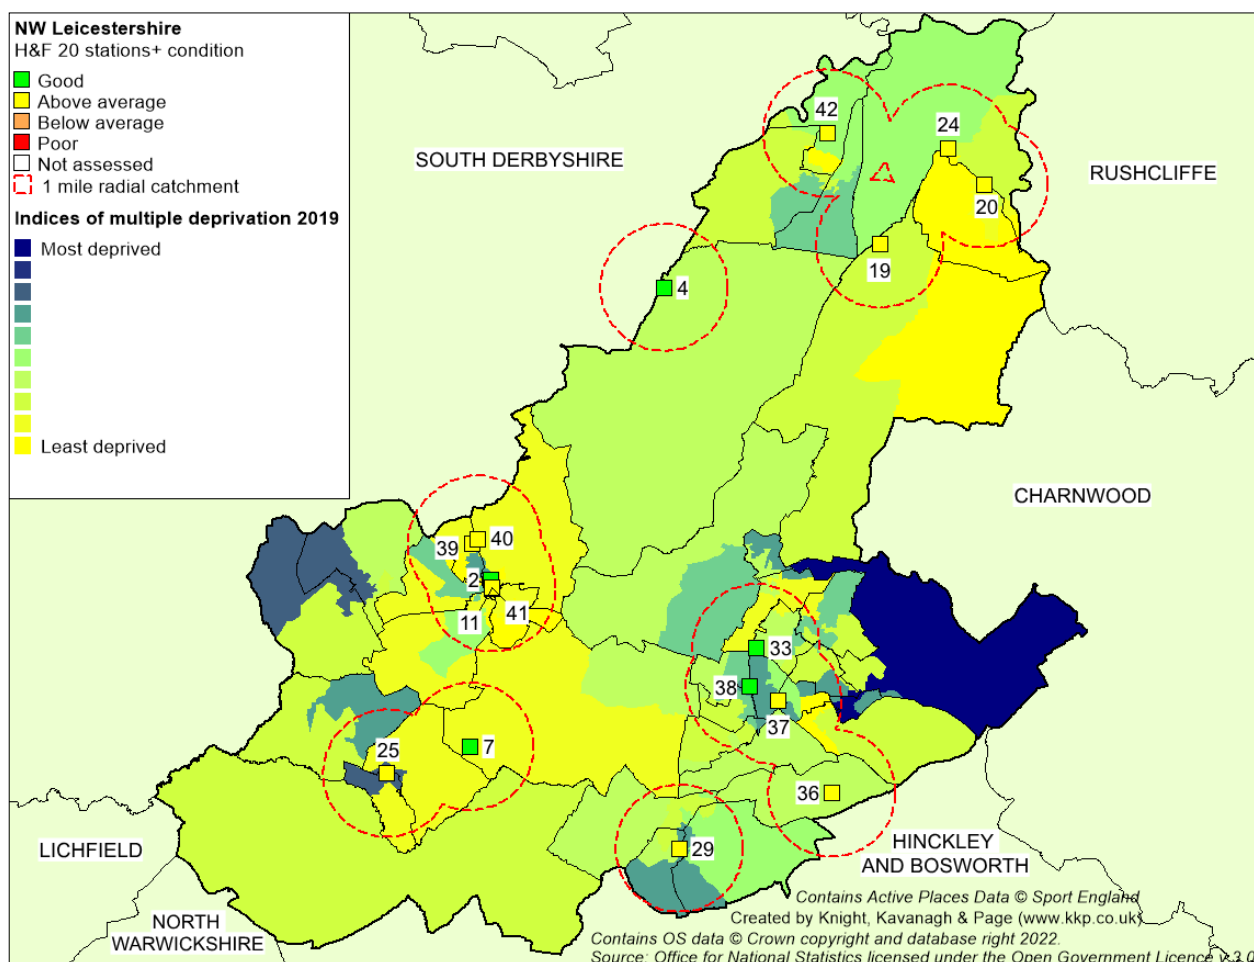 NW Leicestershire
H&F 20 stations+ condition
Good
Above average
Below average
Poor
Not assessed
1 mile radial catchment
Indices of multiple deprivation 2019
Most deprived
Least deprived
SOUTH DERBYSHIRE
RUSHCLIFFE
CHARNWOOD
LICHFIELD
NORTH
WARWICKSHIRE
HINCKLEY
AND BOSWORTH
42
24
20
19
4
39
40
2
41
11
33
38
37
25
7
36
29
Contains Active Places Data © Sport England
Created by Knight, Kavanagh & Page (www.kkp.co.uk)
Contains OS data © Crown copyright and database right 2022.
Source: Office for National Statistics licensed under the Open Government Licence v.3.0